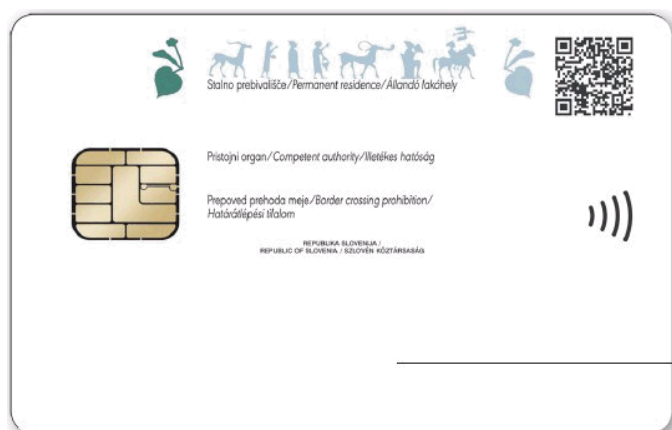 Stalno prebivališče/Permanent residence/Állandó lakóhely
Pristojni organ/Competent authority/Illetékes hatóság
Prepoved prehoda meje/Border crossing prohibition/
Határátlépési tilalom
REPUBLIKA SLOVENIJA /
REPUBLIC OF SLOVENIA / SZLOVÉN KÖZTÁRSASÁG